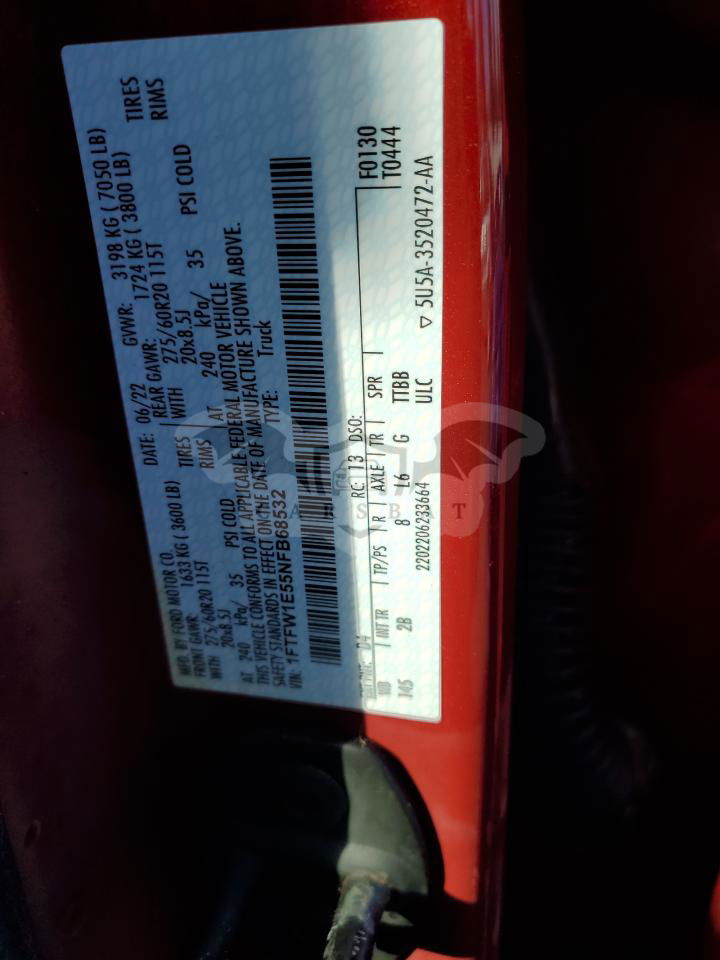 MFD. BY FORD MOTOR CO. DATE: 06/22 GVWR: 3198 KG ( 7050 LB)
FRONT GAWR: 1633 KG ( 3600 LB) REAR GAWR: 1724 KG ( 3800 LB)
WITH 275/60R20 115T TIRES WITH 275/60R20 115T TIRES
20x8.5J RIMS 20x8.5J RIMS
AT 240 kPa/ 35 PSI COLD AT 240 kPa/ 35 PSI COLD
THIS VEHICLE CONFORMS TO ALL APPLICABLE FEDERAL MOTOR VEHICLE
SAFETY STANDARDS IN EFFECT ON THE DATE OF MANUFACTURE SHOWN ABOVE.
VIN: 1FTFW1E55NFB68532 TYPE: Truck
F0130
T0444
D4 RC: 13 DSO:
WB INT TR TP/PS R AXLE TR SPR
145 2B 8 L6 G TTBB
2202206233664 ULC ▽ 5U5A-3520472-AA